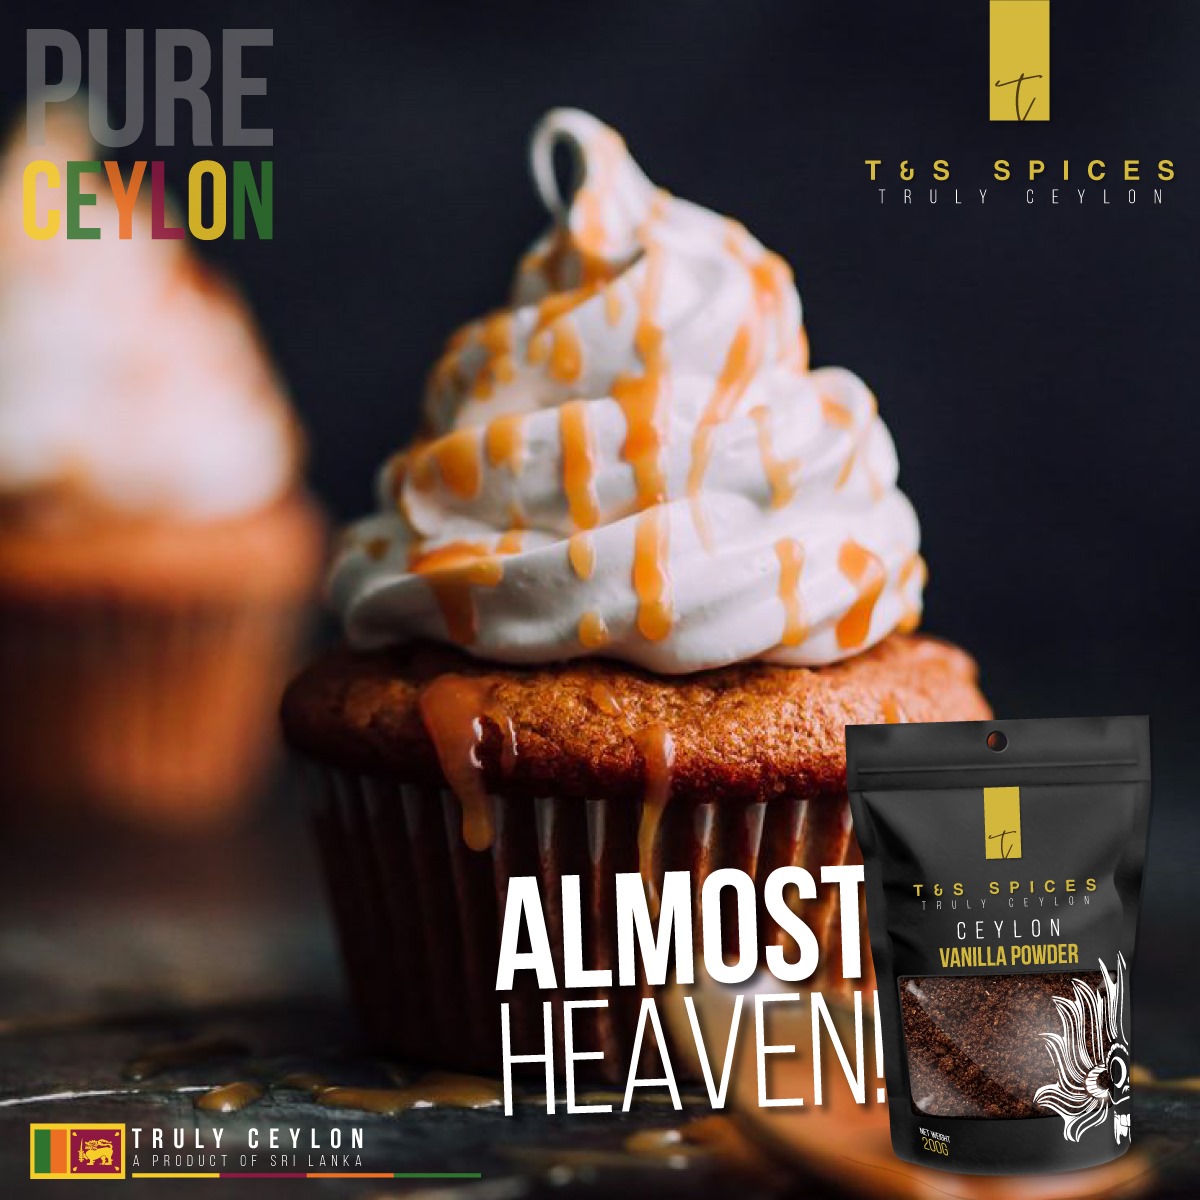 PURE
CEYLON
t
T&S SPICES
TRULY CEYLON
ALMOST
HEAVEN!
t
T&S SPICES
TRULY CEYLON
CEYLON
VANILLA POWDER
NET WEIGHT
200G
TRULY CEYLON
A PRODUCT OF SRI LANKA